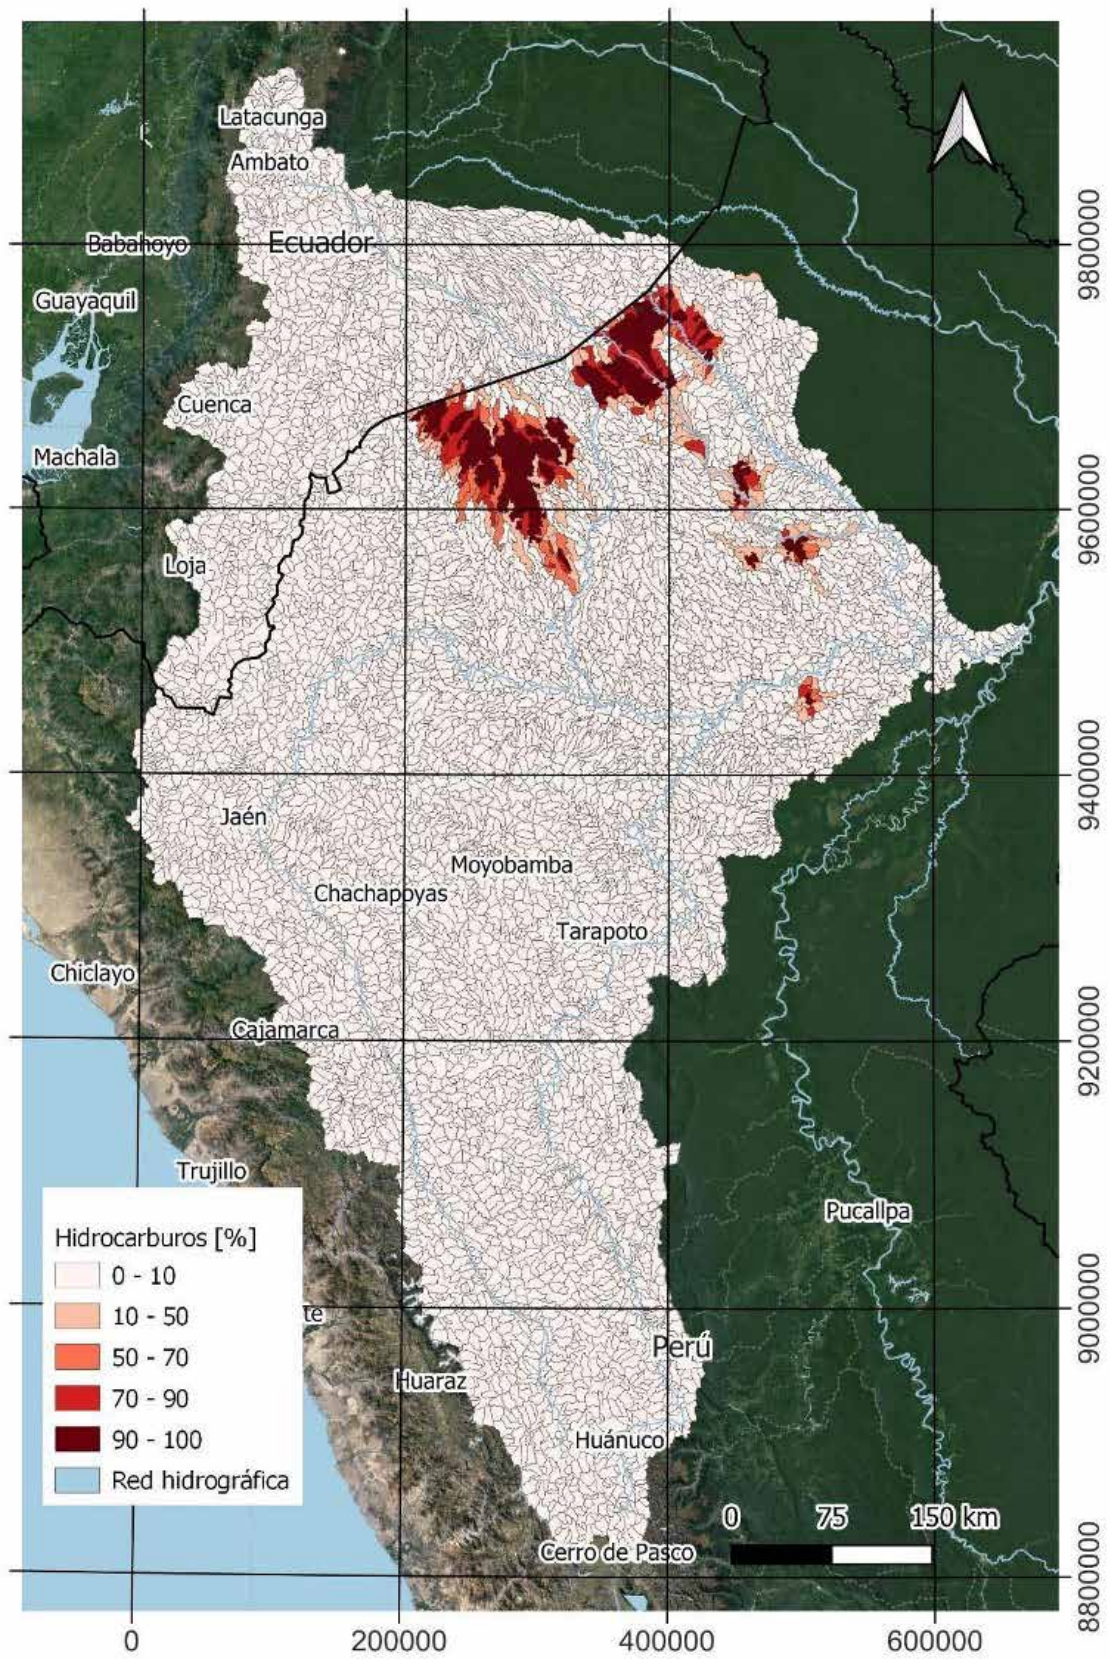 Latacunga
Ambato
Babahoyo
Ecuador
Guayaquil
Cuenca
Machala
Loja
Jaén
Moyobamba
Chachapoyas
Tarapoto
Chiclayo
Cajamarca
Trujillo
Pucallpa
te
Perú
Huaraz
Huánuco
Cerro de Pasco
Hidrocarburos [%]
0 - 10
10 - 50
50 - 70
70 - 90
90 - 100
Red hidrográfica
0 75 150 km
9800000
9600000
9400000
9200000
9000000
8800000
0 200000 400000 600000